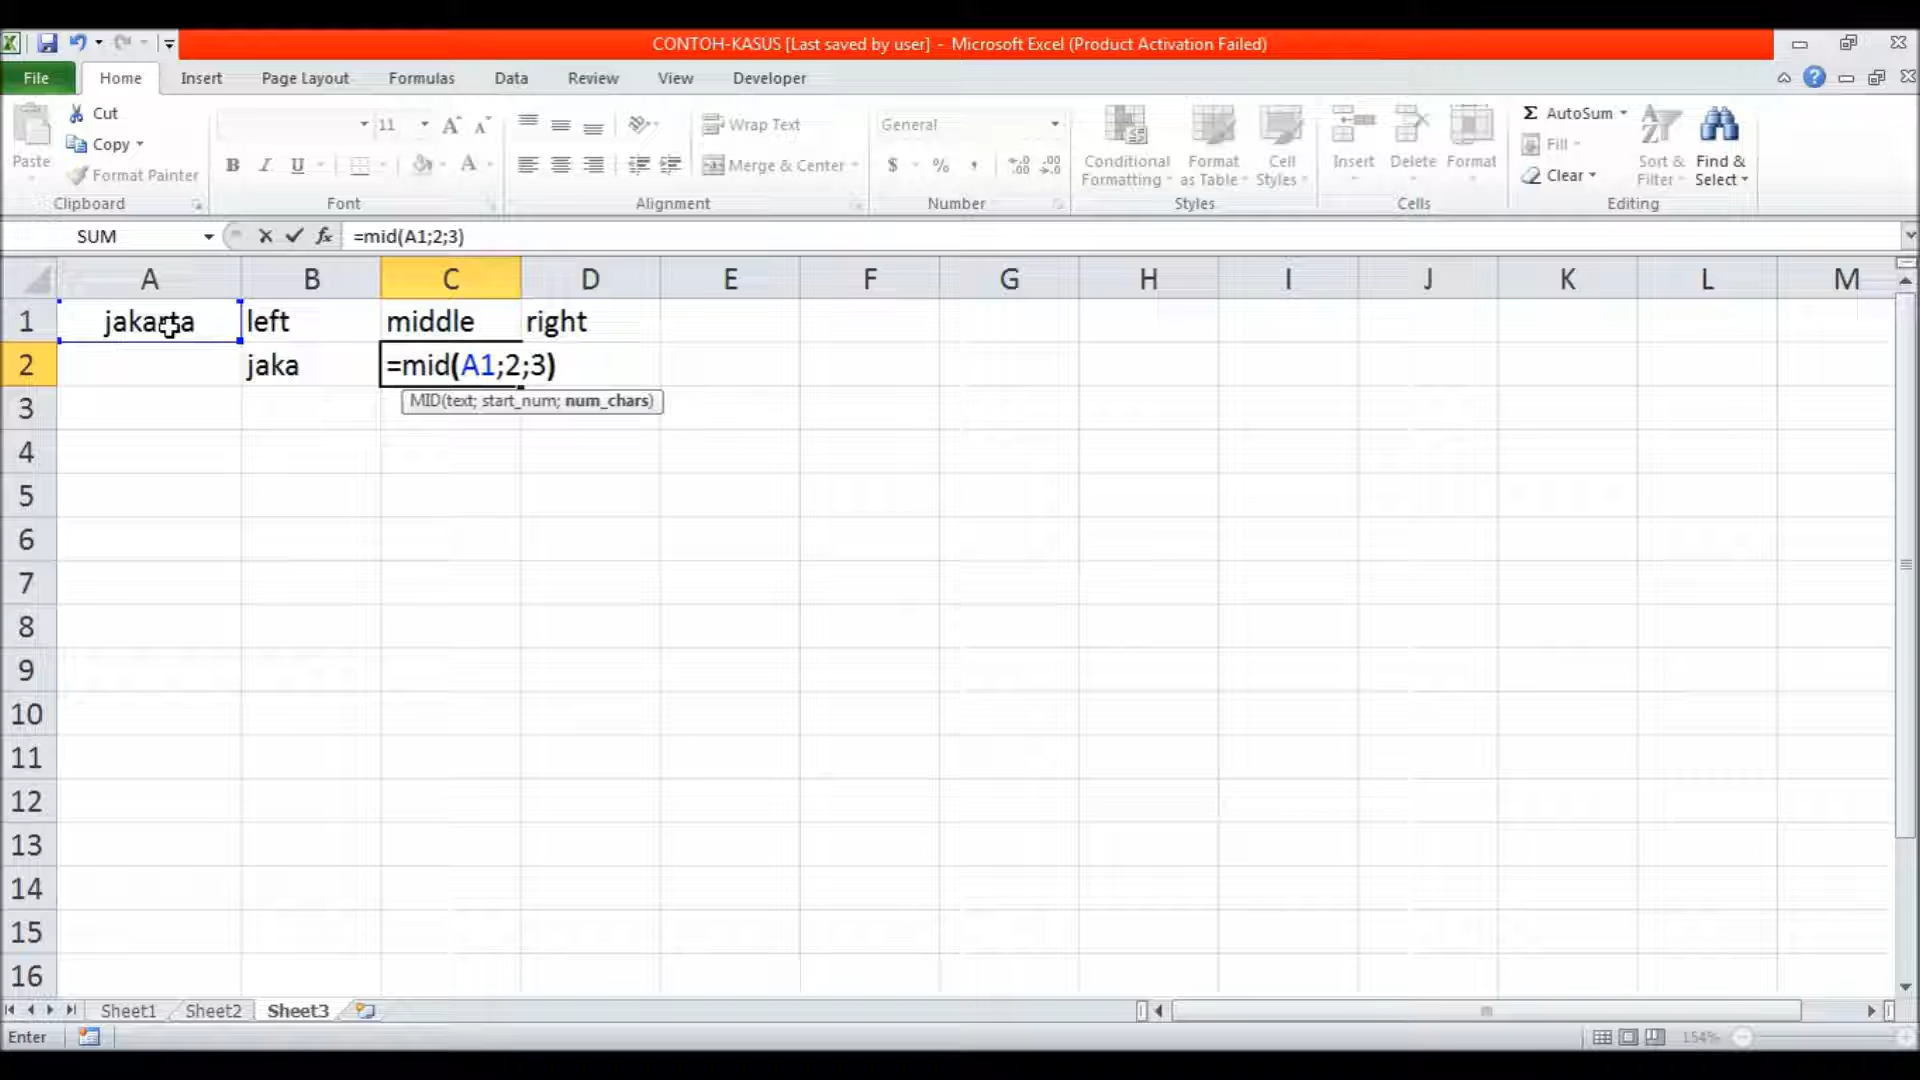 CONTOH-KASUS [Last saved by user] - Microsoft Excel (Product Activation Failed)
File Home Insert Page Layout Formulas Data Review View Developer
Paste
Cut
Copy
Format Painter
Clipboard
11
B I U
Font
Wrap Text
Merge & Center
Alignment
General
$ % ,
Number
Conditional Formatting
Format as Table
Cell Styles
Styles
Insert Delete Format
Cells
Σ AutoSum
Fill
Clear
Sort & Filter
Find & Select
Editing
SUM fx =mid(A1;2;3)
A B C D E F G H I J K L M
1 jakarta left middle right
2 jaka =mid(A1;2;3)
MID(text; start_num; num_chars)
3
4
5
6
7
8
9
10
11
12
13
14
15
16
Sheet1 Sheet2 Sheet3
Enter 154%